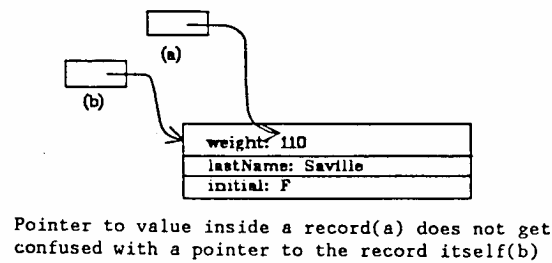 (a)
(b)
weight: 110
lastName: Saville
initial: F
Pointer to value inside a record(a) does not get
confused with a pointer to the record itself(b)